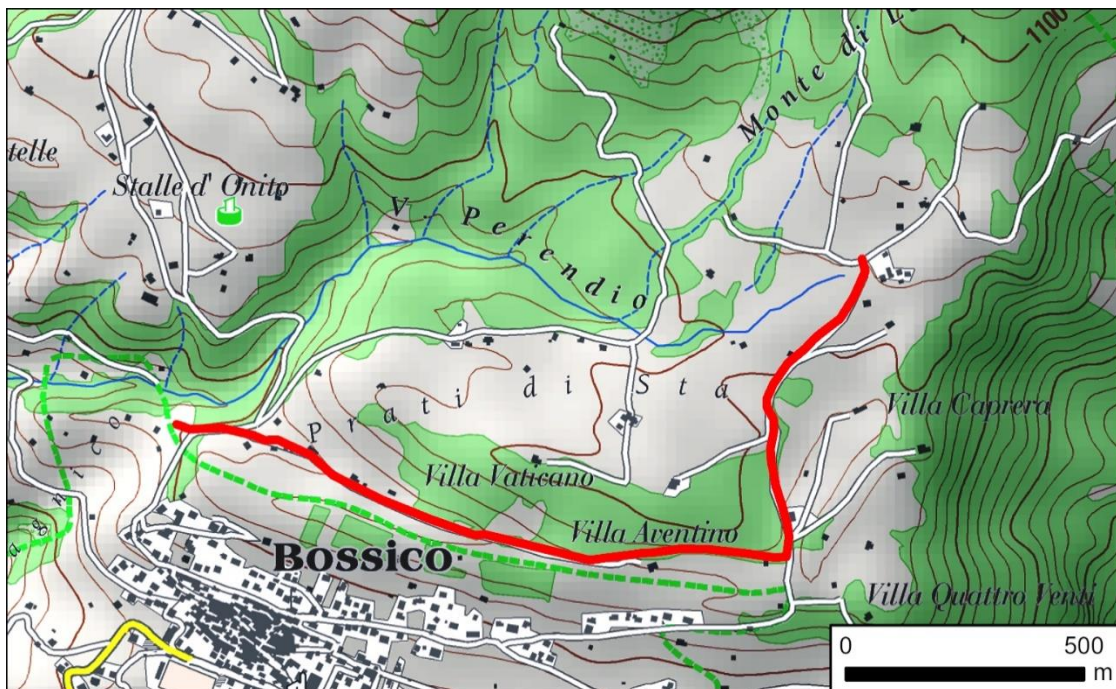 1100
Monte di L
telle
Stalle d' Onito
V. Perendio
Prati di Sta
Villa Caprera
agnico
Villa Vaticano
Villa Aventino
Bossico
Villa Quattro Venti
0 500
m